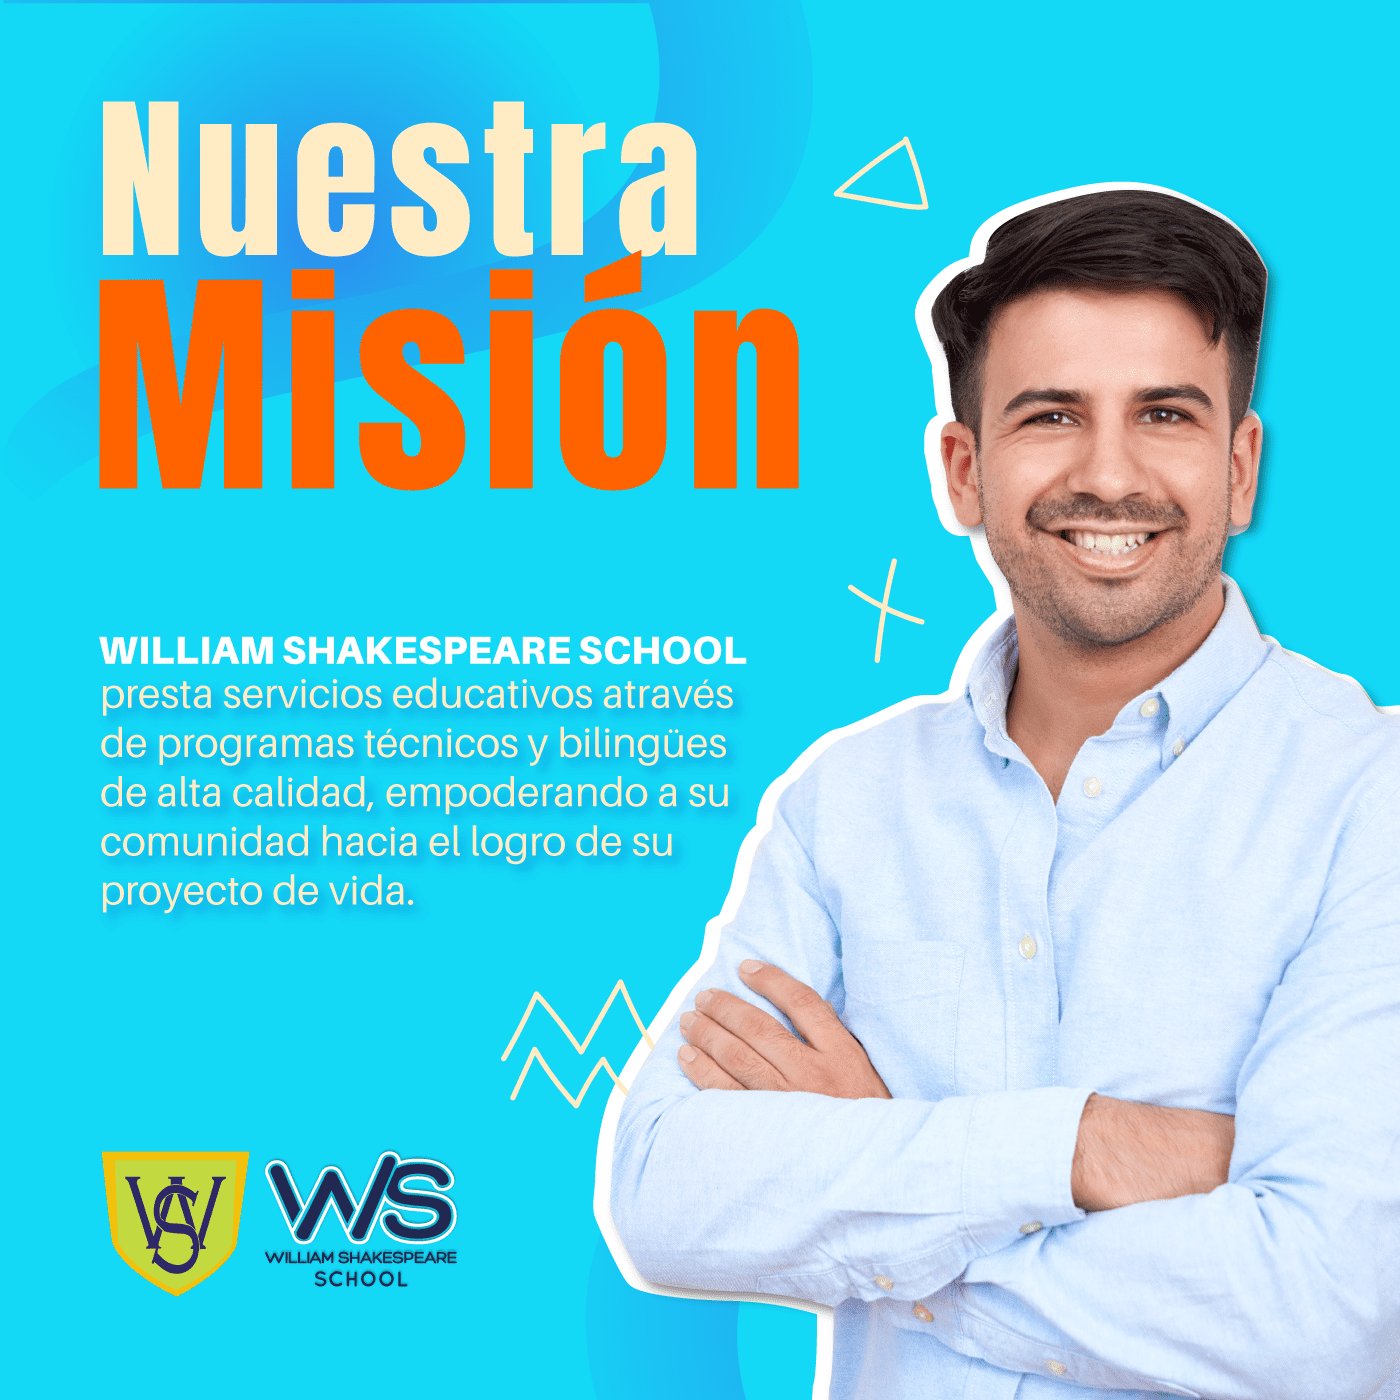 Nuestra
Misión
WILLIAM SHAKESPEARE SCHOOL
presta servicios educativos através
de programas técnicos y bilingües
de alta calidad, empoderando a su
comunidad hacia el logro de su
proyecto de vida.
WS
WS
WILLIAM SHAKESPEARE
SCHOOL